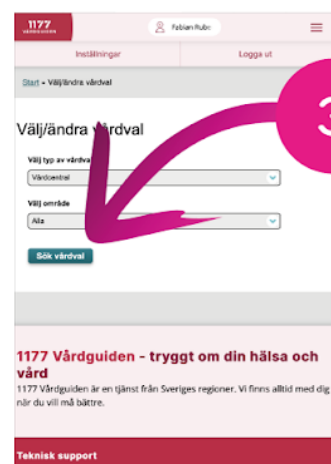 1177
VÅRDGUIDEN
Fabian Rubc
Inställningar
Logga ut
Start - Välj/ändra vårdval
3
Välj/ändra vårdval
Välj typ av vårdva
Vårdcentral
Välj område
Alla
Sök vårdval
1177 Vårdguiden - tryggt om din hälsa och
vård
1177 Vårdguiden är en tjänst från Sveriges regioner. Vi finns alltid med dig
när du vill må bättre.
Teknisk support